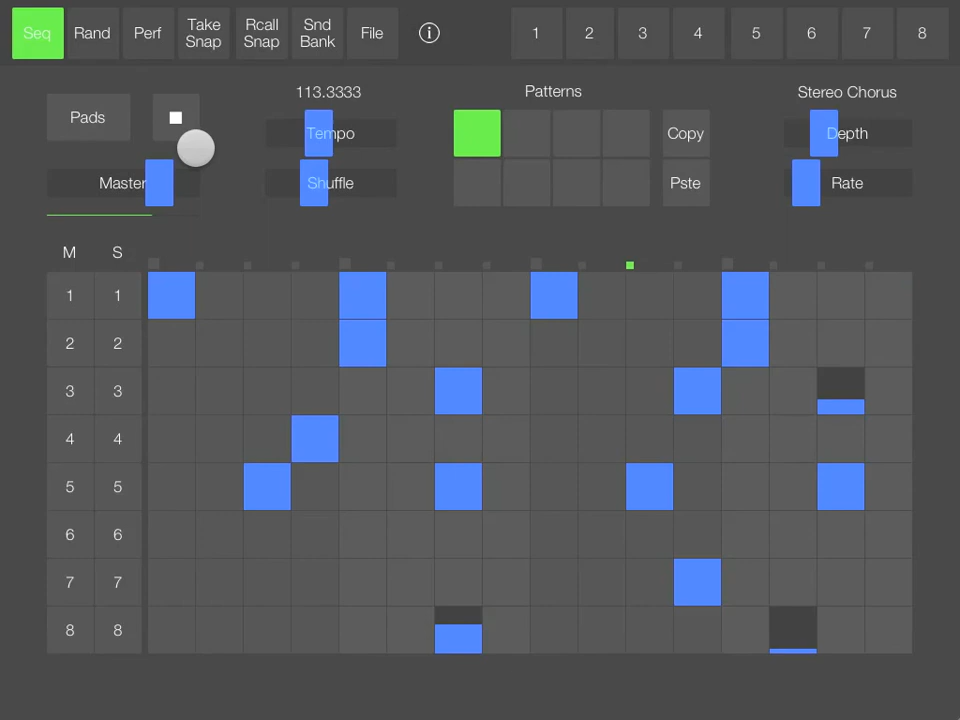 Seq Rand Perf Take Snap Rcall Snap Snd Bank File i 1 2 3 4 5 6 7 8
113.3333 Patterns Stereo Chorus
Pads
Tempo Copy Depth
Master Shuffle Pste Rate
M S
1 1
2 2
3 3
4 4
5 5
6 6
7 7
8 8